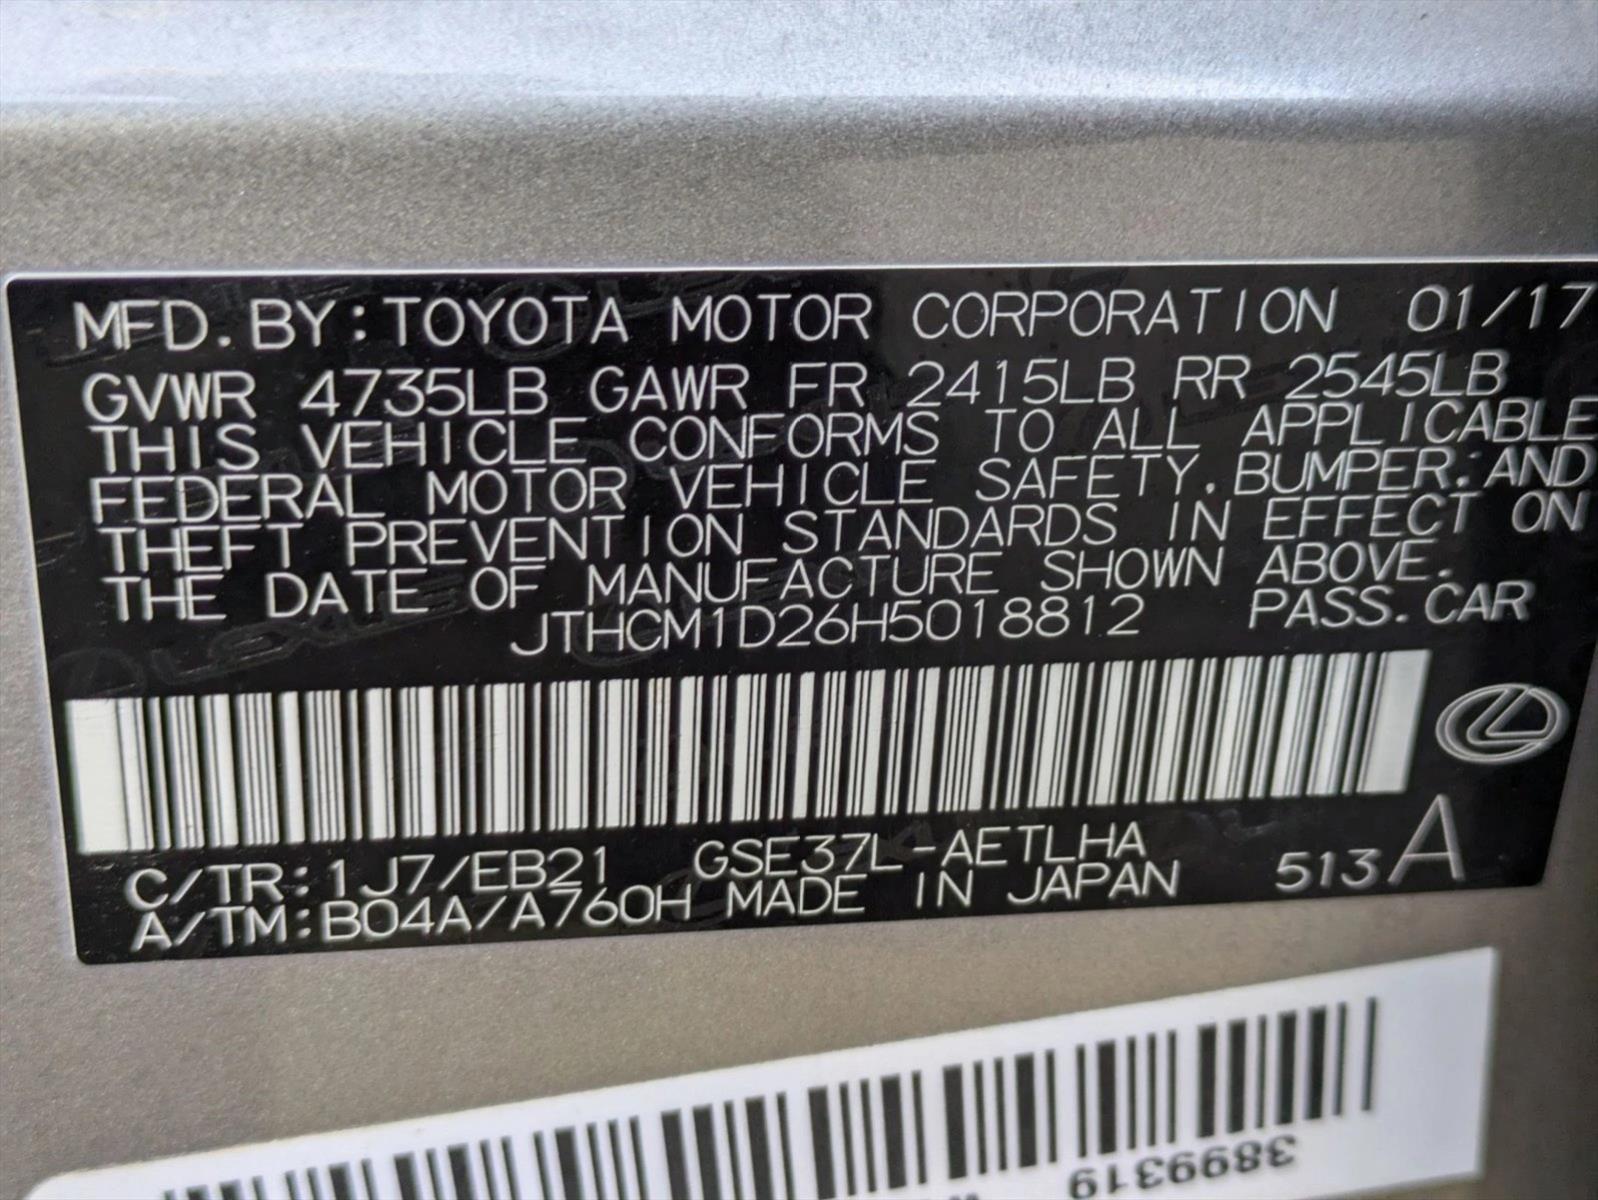 MFD. BY: TOYOTA MOTOR CORPORATION 01/17
GVWR 4735LB GAWR FR 2415LB RR 2545LB
THIS VEHICLE CONFORMS TO ALL APPLICABLE
FEDERAL MOTOR VEHICLE SAFETY, BUMPER, AND
THEFT PREVENTION STANDARDS IN EFFECT ON
THE DATE OF MANUFACTURE SHOWN ABOVE.
JTHCM1D26H5018812 PASS. CAR
C/TR: 1J7/EB21 GSE37L-AETLHA
A/TM: B04A/A760H MADE IN JAPAN 513 A
3899319